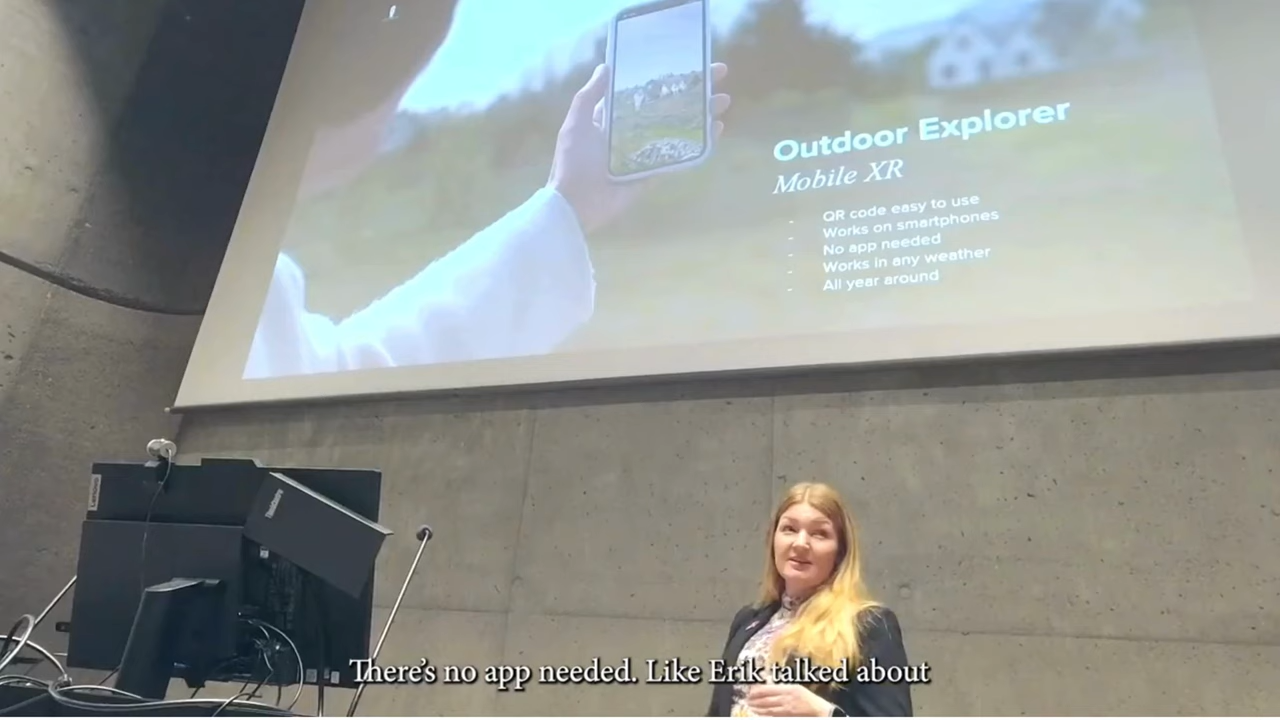 Outdoor Explorer
Mobile XR
- QR code easy to use
- Works on smartphones
- No app needed
- Works in any weather
- All year around
Lenovo
There's no app needed. Like Erik talked about